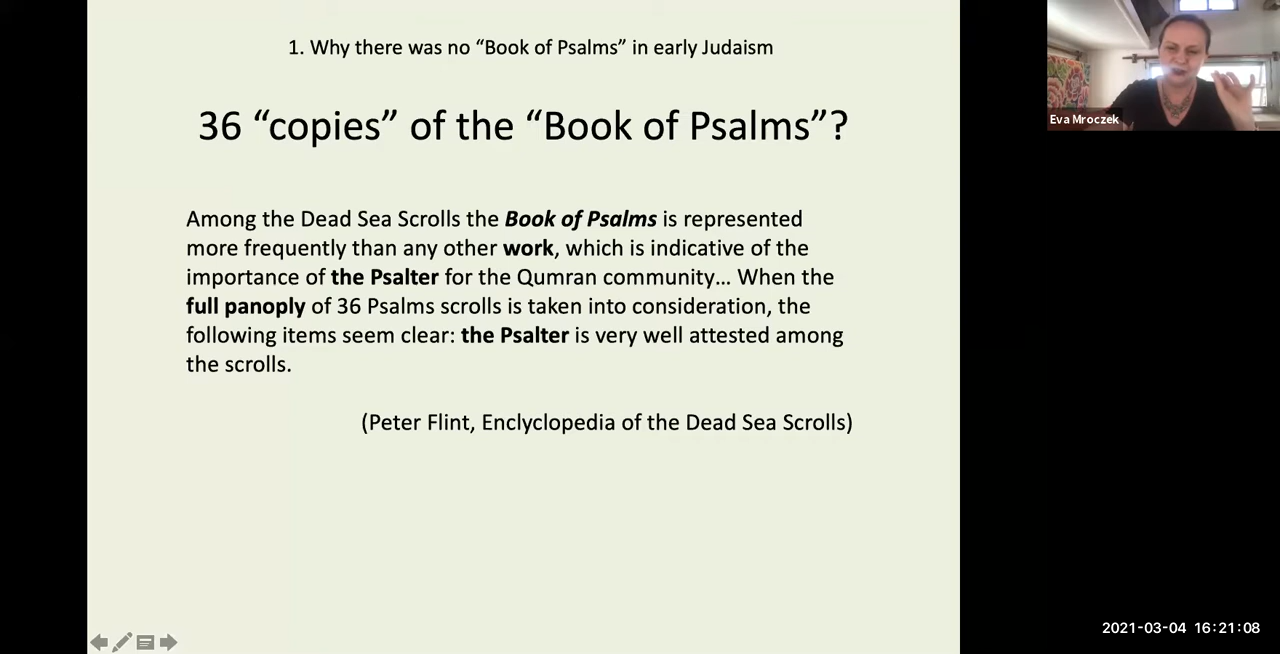 1. Why there was no “Book of Psalms” in early Judaism
36 “copies” of the “Book of Psalms”?
Among the Dead Sea Scrolls the Book of Psalms is represented
more frequently than any other work, which is indicative of the
importance of the Psalter for the Qumran community... When the
full panoply of 36 Psalms scrolls is taken into consideration, the
following items seem clear: the Psalter is very well attested among
the scrolls.
(Peter Flint, Enclyclopedia of the Dead Sea Scrolls)
Eva Mroczek
2021-03-04 16:21:08